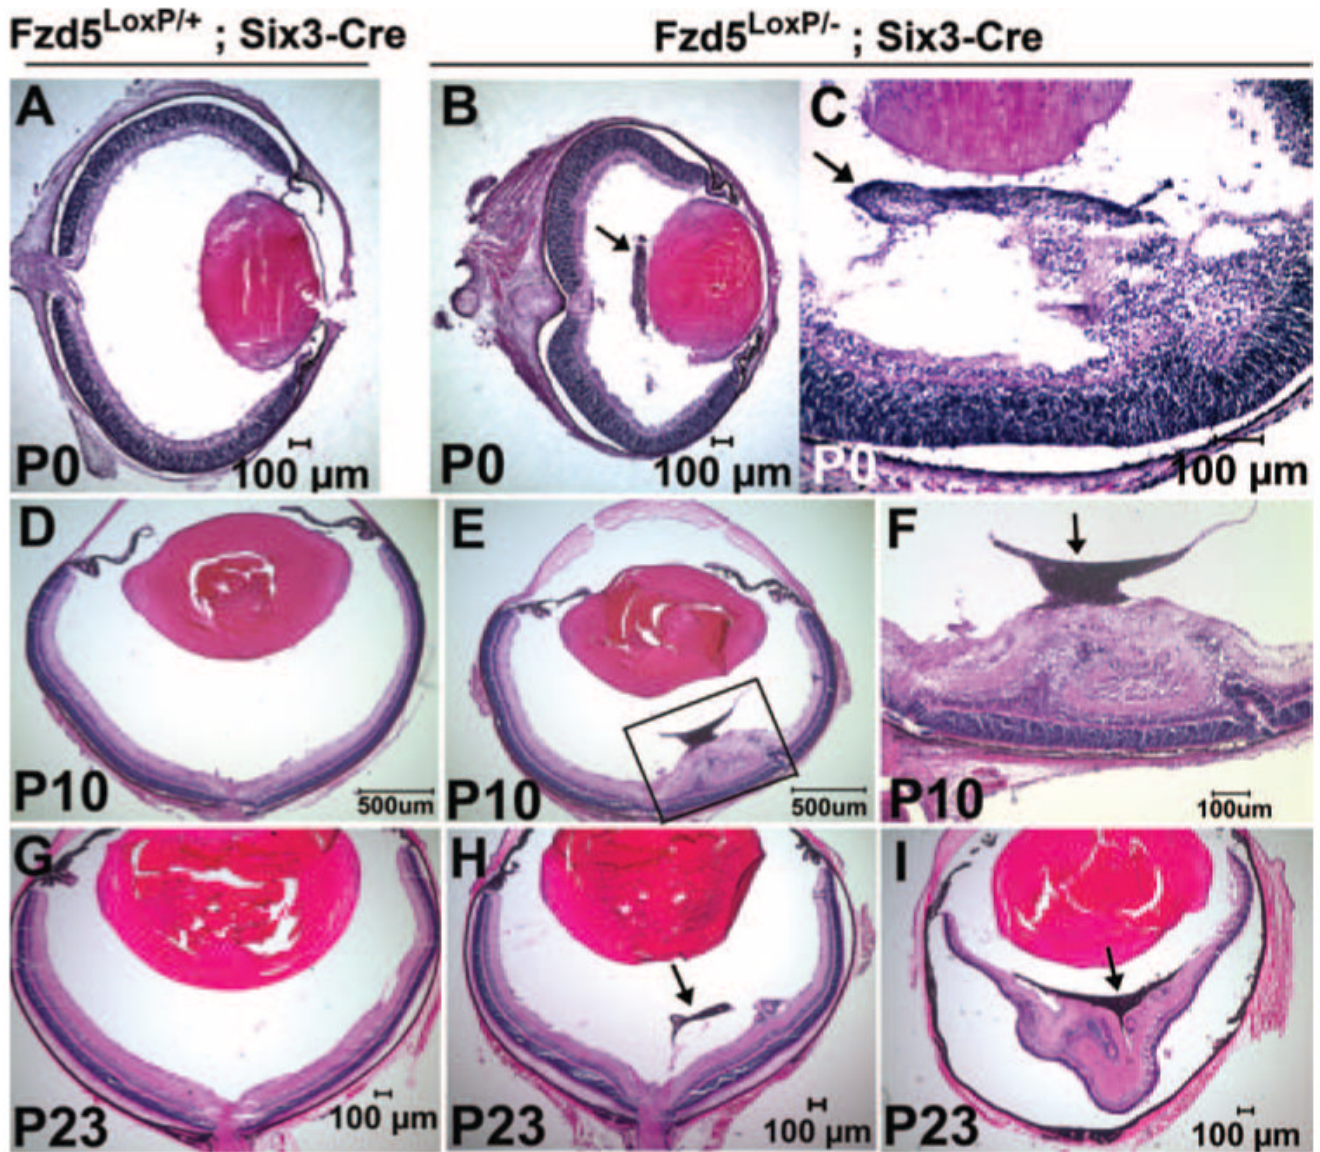 Fzd5LoxP/+ ; Six3-Cre
Fzd5LoxP/- ; Six3-Cre
A
B
C
P0
100 µm
P0
100 µm
P0
100 µm
D
E
F
P10
500um
P10
500um
P10
100um
G
H
I
P23
100 µm
P23
100 µm
P23
100 µm